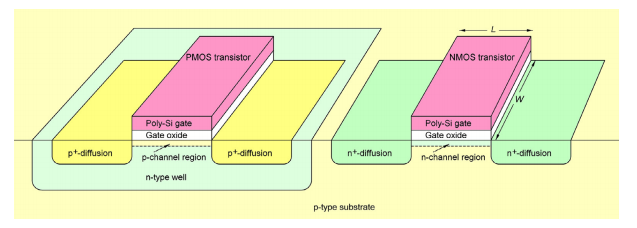 L
PMOS transistor
NMOS transistor
W
Poly-Si gate
Poly-Si gate
Gate oxide
Gate oxide
p+-diffusion
p-channel region
p+-diffusion
n+-diffusion
n-channel region
n+-diffusion
n-type well
p-type substrate